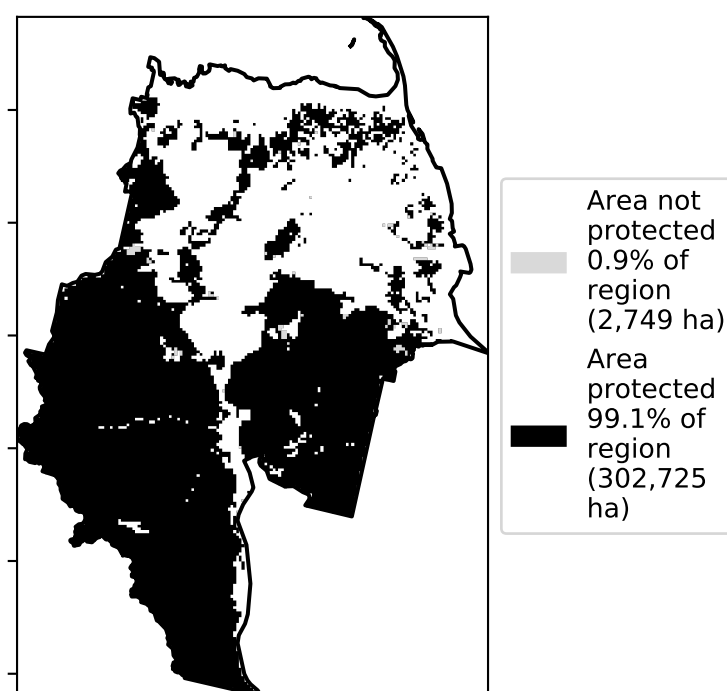 Area not
protected
0.9% of
region
(2,749 ha)
Area
protected
99.1% of
region
(302,725
ha)